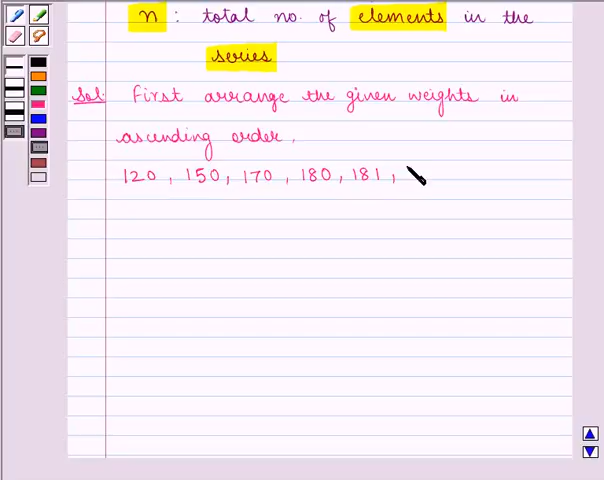 n : total no. of elements in the
series
Sol: First arrange the given weights in
ascending order,
120 , 150 , 170 , 180 , 181 ,